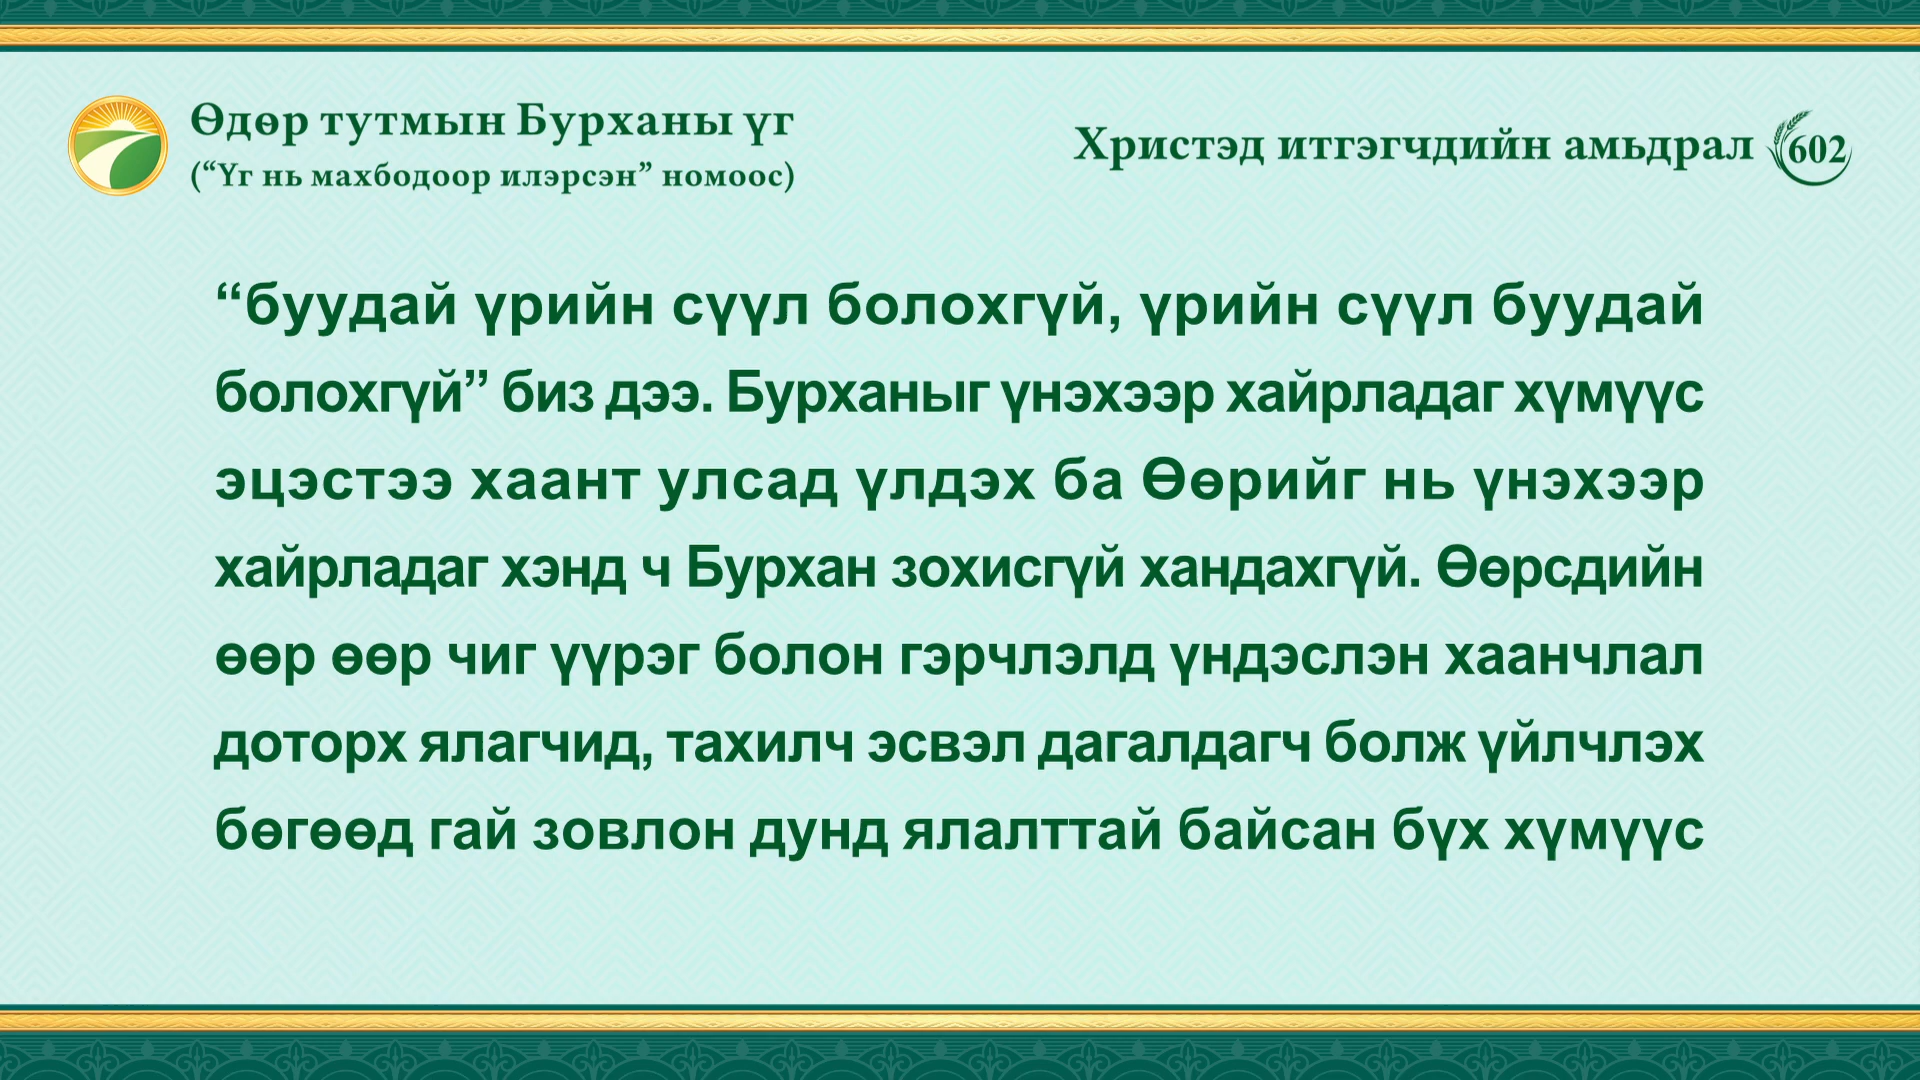 Өдөр тутмын Бурханы үг
(“Үг нь махбодоор илэрсэн” номоос)
Христэд итгэгчдийн амьдрал 602
“буудай үрийн сүүл болохгүй, үрийн сүүл буудай
болохгүй” биз дээ. Бурханыг үнэхээр хайрладаг хүмүүс
эцэстээ хаант улсад үлдэх ба Өөрийг нь үнэхээр
хайрладаг хэнд ч Бурхан зохисгүй хандахгүй. Өөрсдийн
өөр өөр чиг үүрэг болон гэрчлэлд үндэслэн хаанчлал
доторх ялагчид, тахилч эсвэл дагалдагч болж үйлчлэх
бөгөөд гай зовлон дунд ялалттай байсан бүх хүмүүс